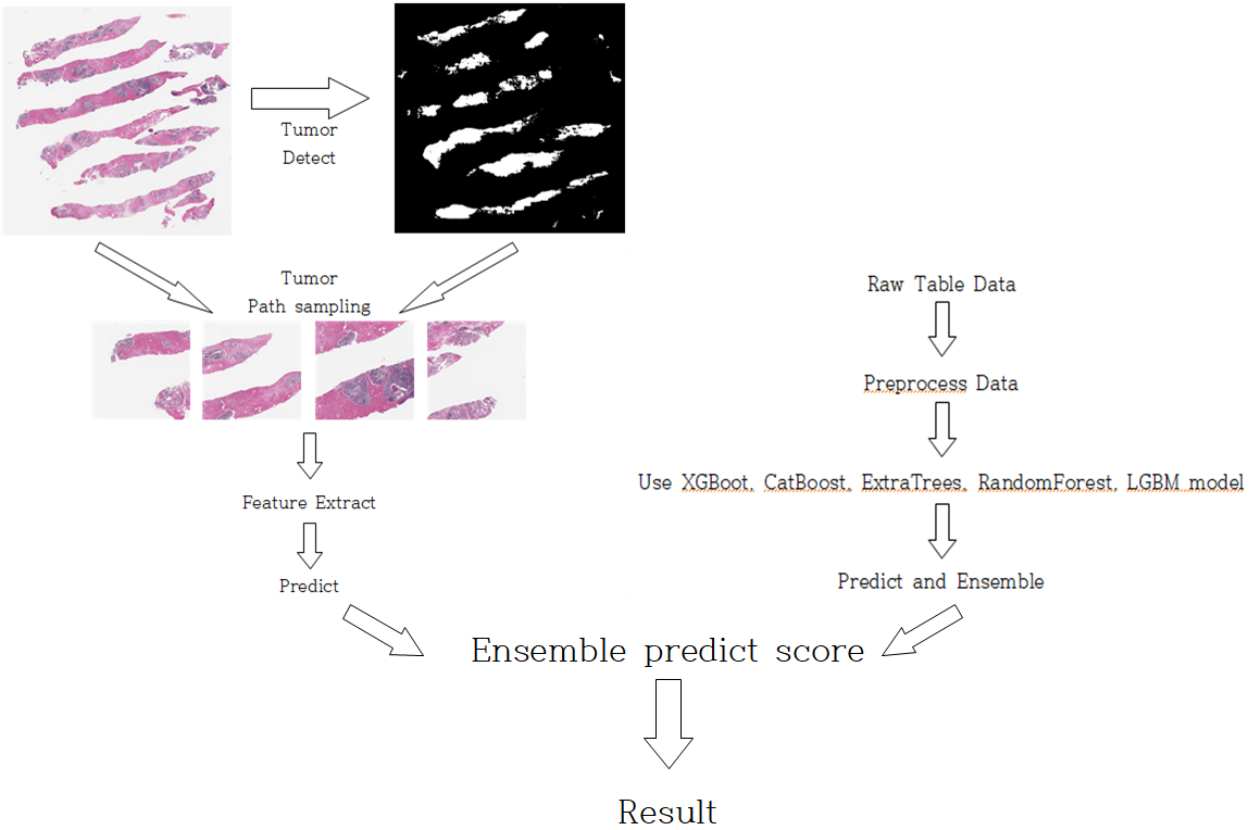 Tumor
Detect
Tumor
Path sampling
Feature Extract
Predict
Raw Table Data
Preprocess Data
Use XGBoot, CatBoost, ExtraTrees, RandomForest, LGBM model
Predict and Ensemble
Ensemble predict score
Result